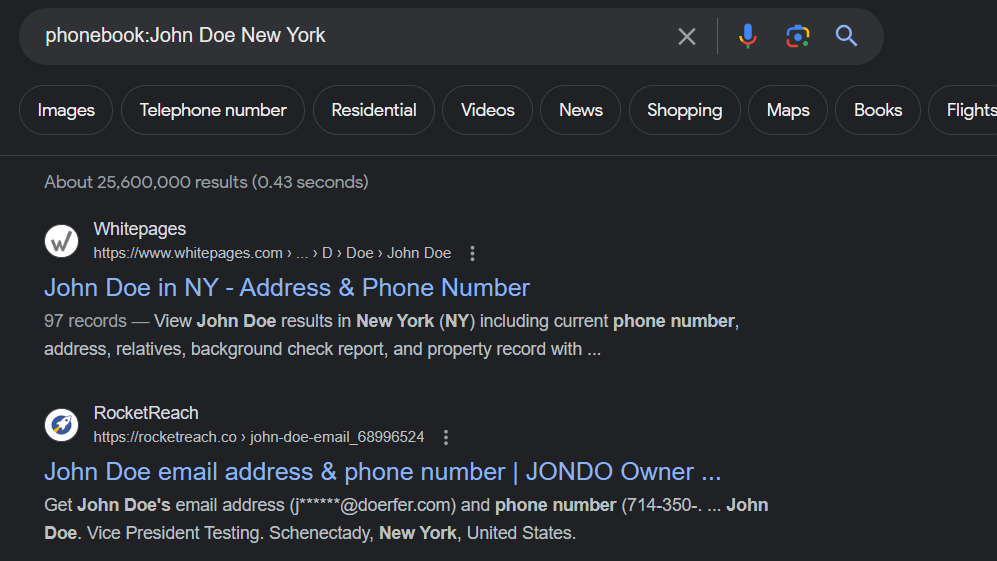 phonebook:John Doe New York
Images Telephone number Residential Videos News Shopping Maps Books Flights
About 25,600,000 results (0.43 seconds)
Whitepages
https://www.whitepages.com › ... › D › Doe › John Doe
John Doe in NY - Address & Phone Number
97 records — View John Doe results in New York (NY) including current phone number,
address, relatives, background check report, and property record with ...
RocketReach
https://rocketreach.co › john-doe-email_68996524
John Doe email address & phone number | JONDO Owner ...
Get John Doe's email address (j******@doerfer.com) and phone number (714-350-. ... John
Doe. Vice President Testing. Schenectady, New York, United States.